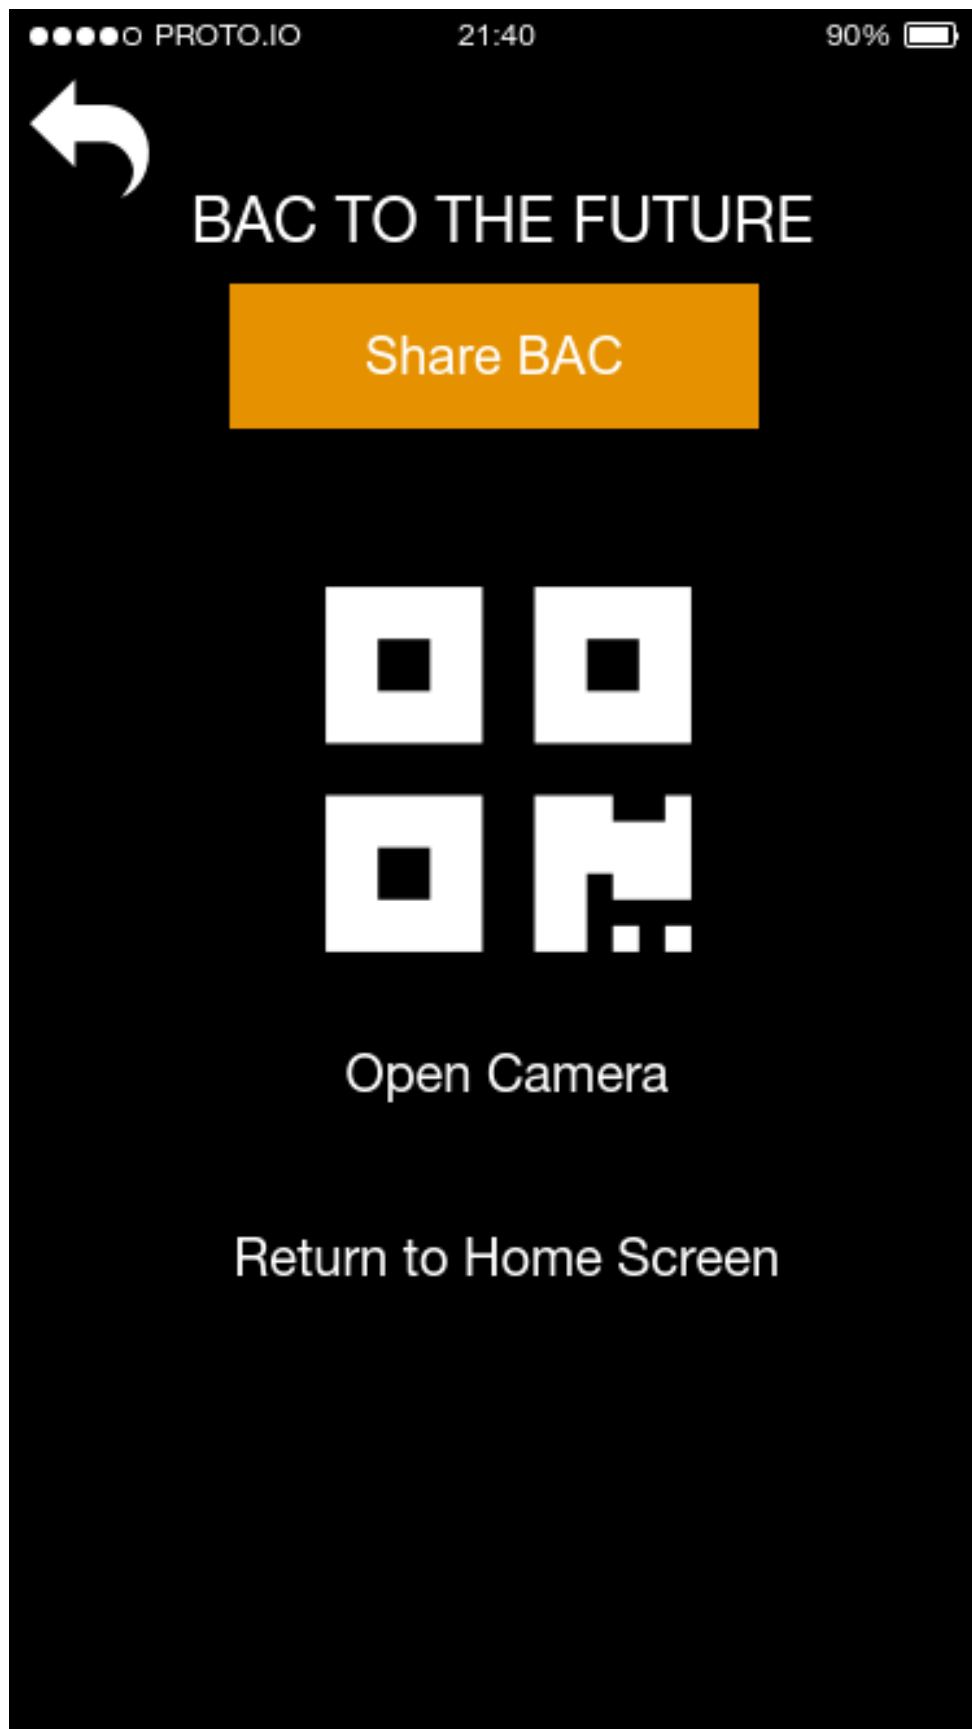 PROTO.IO 21:40 90%
BAC TO THE FUTURE
Share BAC
Open Camera
Return to Home Screen